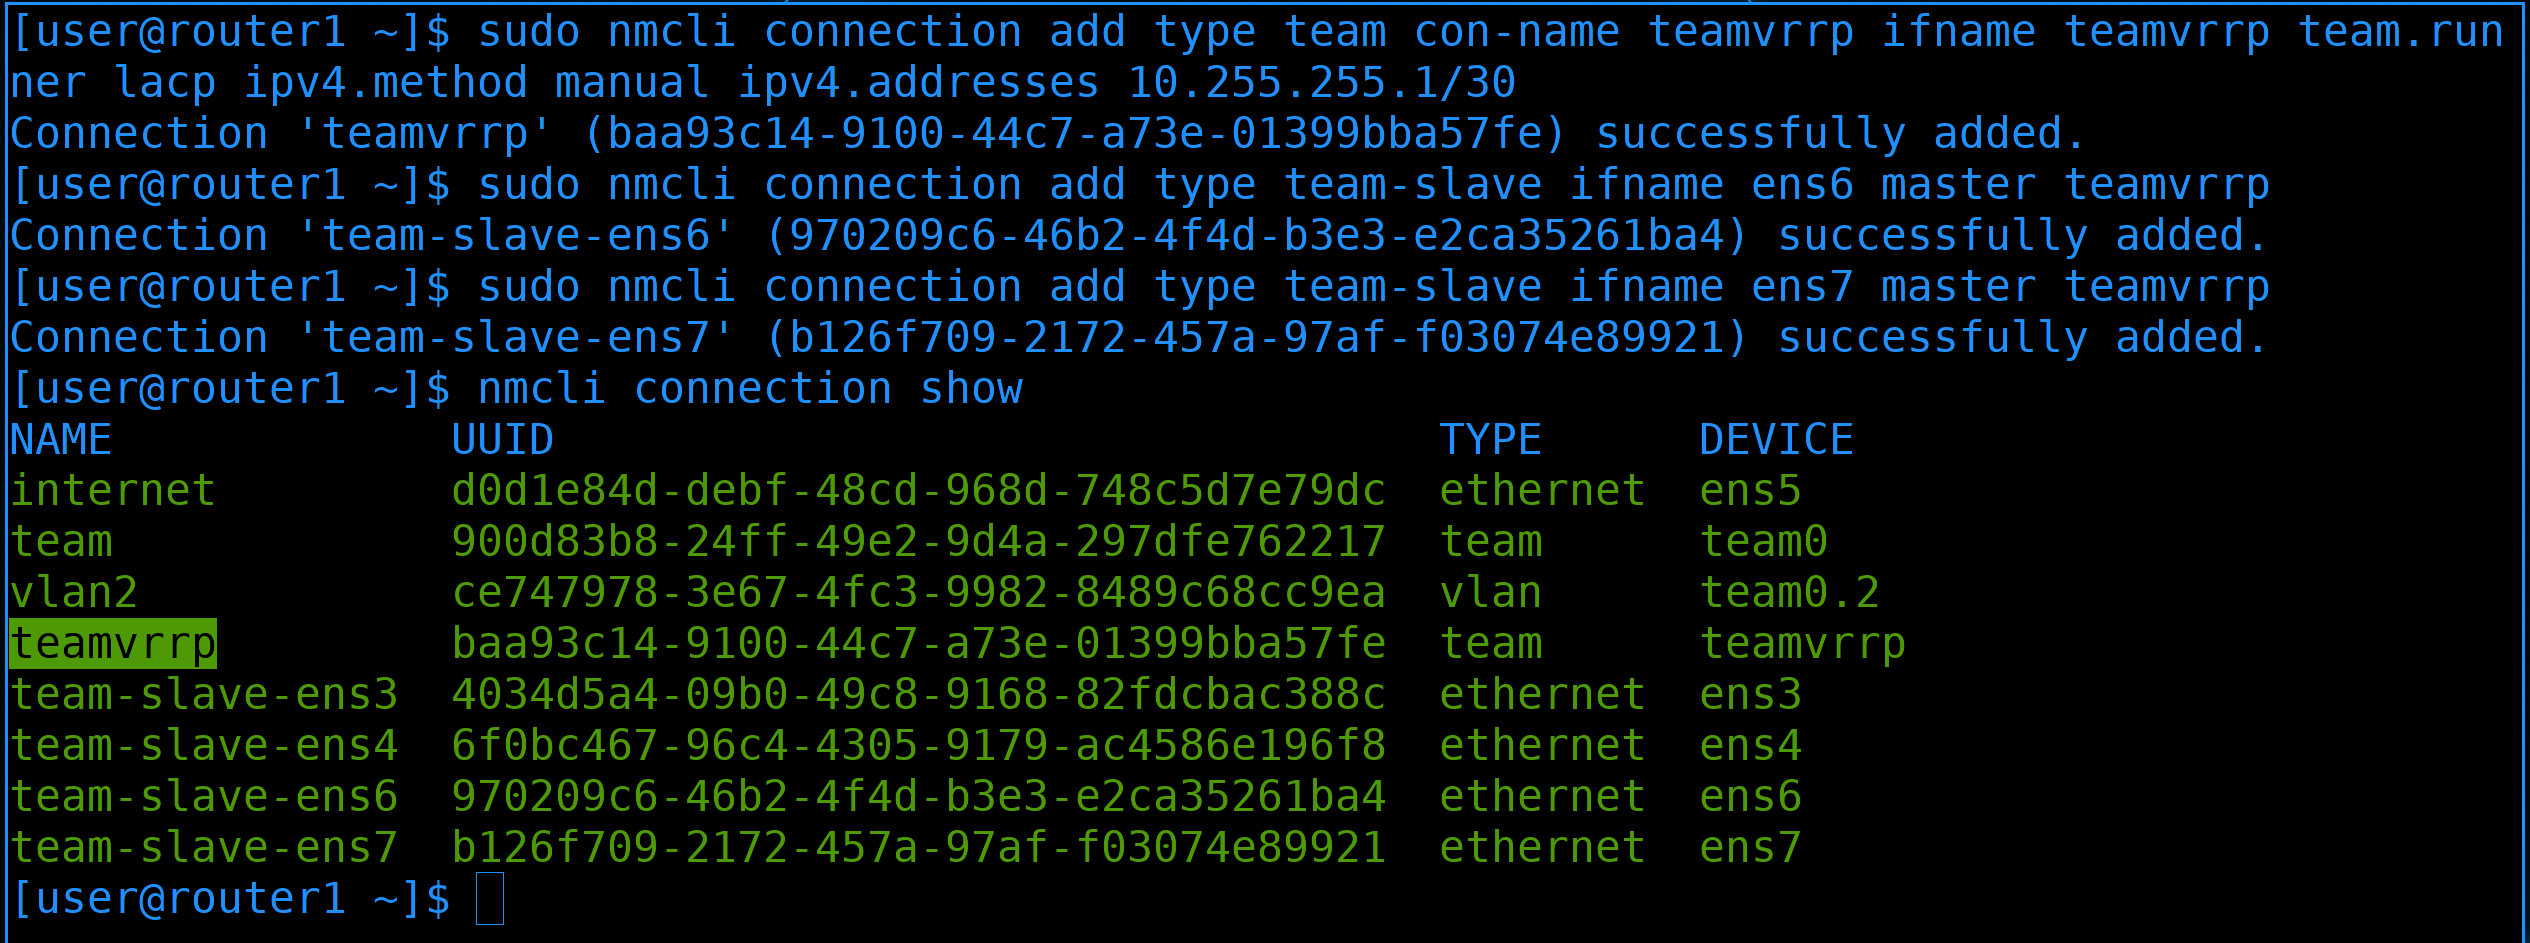 [user@router1 ~]$ sudo nmcli connection add type team con-name teamvrrp ifname teamvrrp team.run
ner lacp ipv4.method manual ipv4.addresses 10.255.255.1/30
Connection 'teamvrrp' (baa93c14-9100-44c7-a73e-01399bba57fe) successfully added.
[user@router1 ~]$ sudo nmcli connection add type team-slave ifname ens6 master teamvrrp
Connection 'team-slave-ens6' (970209c6-46b2-4f4d-b3e3-e2ca35261ba4) successfully added.
[user@router1 ~]$ sudo nmcli connection add type team-slave ifname ens7 master teamvrrp
Connection 'team-slave-ens7' (b126f709-2172-457a-97af-f03074e89921) successfully added.
[user@router1 ~]$ nmcli connection show
NAME             UUID                                  TYPE      DEVICE
internet         d0d1e84d-debf-48cd-968d-748c5d7e79dc  ethernet  ens5
team             900d83b8-24ff-49e2-9d4a-297dfe762217  team      team0
vlan2            ce747978-3e67-4fc3-9982-8489c68cc9ea  vlan      team0.2
teamvrrp         baa93c14-9100-44c7-a73e-01399bba57fe  team      teamvrrp
team-slave-ens3  4034d5a4-09b0-49c8-9168-82fdcbac388c  ethernet  ens3
team-slave-ens4  6f0bc467-96c4-4305-9179-ac4586e196f8  ethernet  ens4
team-slave-ens6  970209c6-46b2-4f4d-b3e3-e2ca35261ba4  ethernet  ens6
team-slave-ens7  b126f709-2172-457a-97af-f03074e89921  ethernet  ens7
[user@router1 ~]$